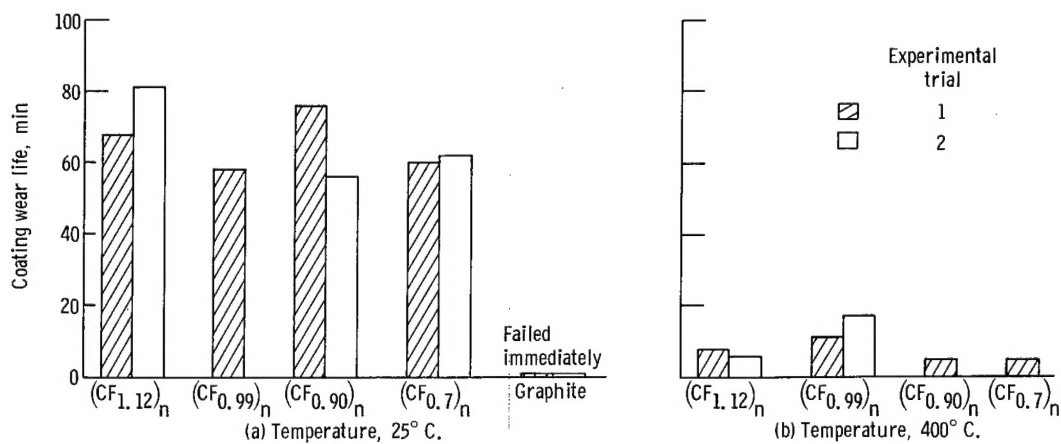 100
80
60
40
20
0
Coating wear life, min
Failed
immediately
(CF1.12)n
(CF0.99)n
(CF0.90)n
(CF0.7)n
Graphite
(a) Temperature, 25° C.
Experimental
trial
1
2
(CF1.12)n
(CF0.99)n
(CF0.90)n
(CF0.7)n
(b) Temperature, 400° C.